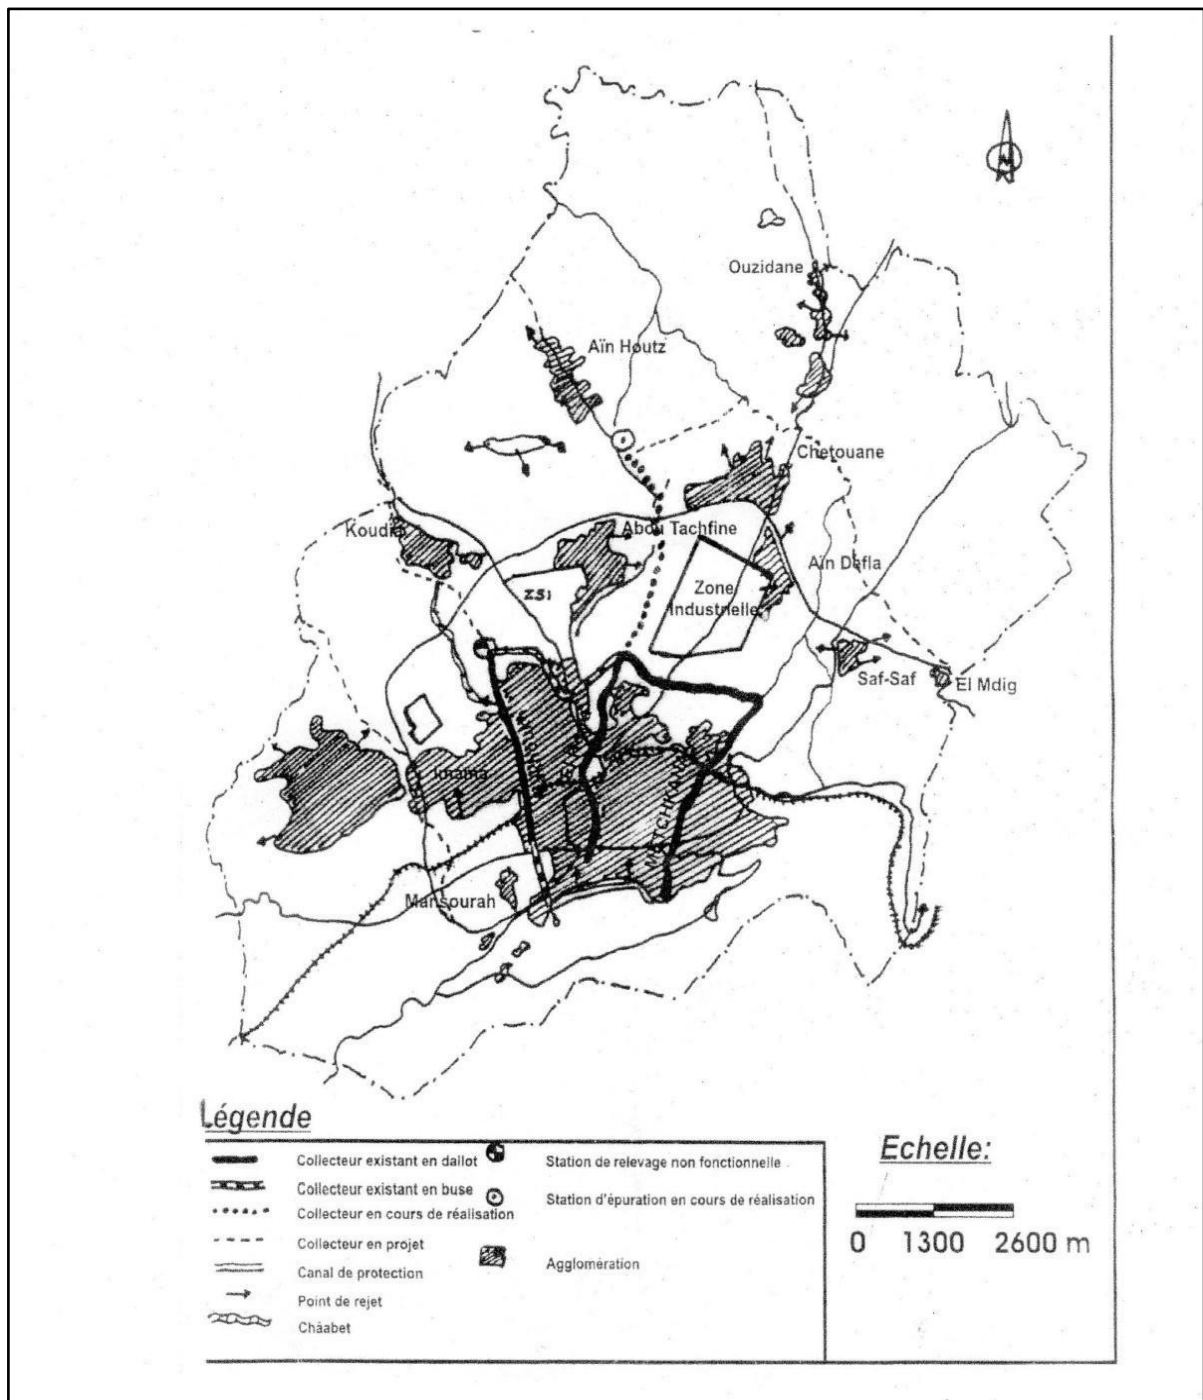 N
Ouzidane
Aïn Houtz
Chetouane
Koudia
Abou Tachfine
Aïn Defla
Zone
Industrielle
Saf-Saf
El Mdig
Imama
Mansourah
Légende
Collecteur existant en dallot
Station de relevage non fonctionnelle
Collecteur existant en buse
Station d'épuration en cours de réalisation
Collecteur en cours de réalisation
Collecteur en projet
Agglomération
Canal de protection
Point de rejet
Châabet
Echelle:
0 1300 2600 m